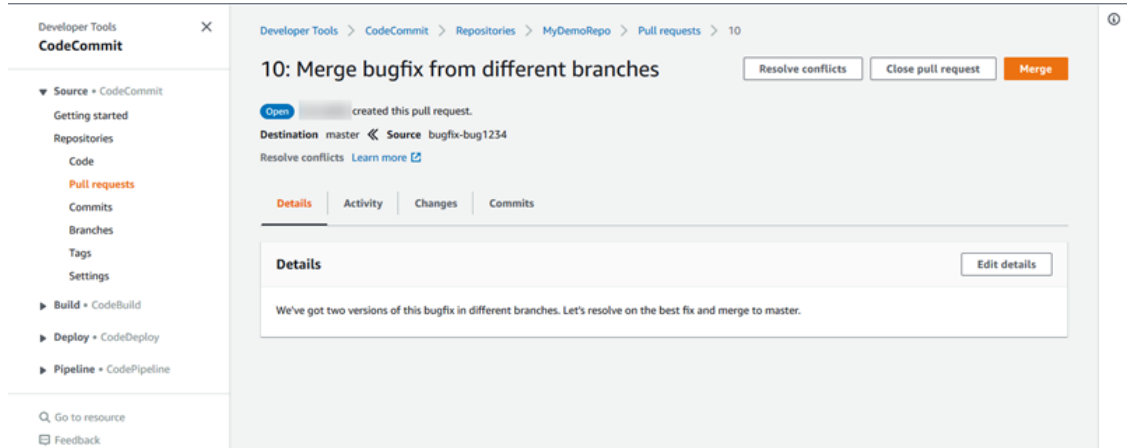 Developer Tools
CodeCommit
Source • CodeCommit
Getting started
Repositories
Code
Pull requests
Commits
Branches
Tags
Settings
Build • CodeBuild
Deploy • CodeDeploy
Pipeline • CodePipeline
Go to resource
Feedback
Developer Tools > CodeCommit > Repositories > MyDemoRepo > Pull requests > 10
10: Merge bugfix from different branches
Resolve conflicts Close pull request Merge
Open created this pull request.
Destination master « Source bugfix-bug1234
Resolve conflicts Learn more
Details Activity Changes Commits
Details Edit details
We've got two versions of this bugfix in different branches. Let's resolve on the best fix and merge to master.